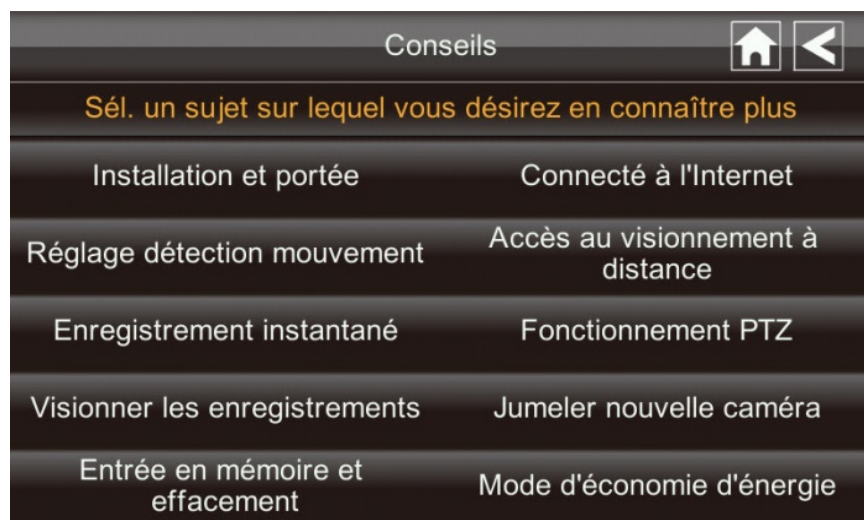 Conseils
Sél. un sujet sur lequel vous désirez en connaître plus
Installation et portée
Connecté à l'Internet
Réglage détection mouvement
Accès au visionnement à
distance
Enregistrement instantané
Fonctionnement PTZ
Visionner les enregistrements
Jumeler nouvelle caméra
Entrée en mémoire et
effacement
Mode d'économie d'énergie